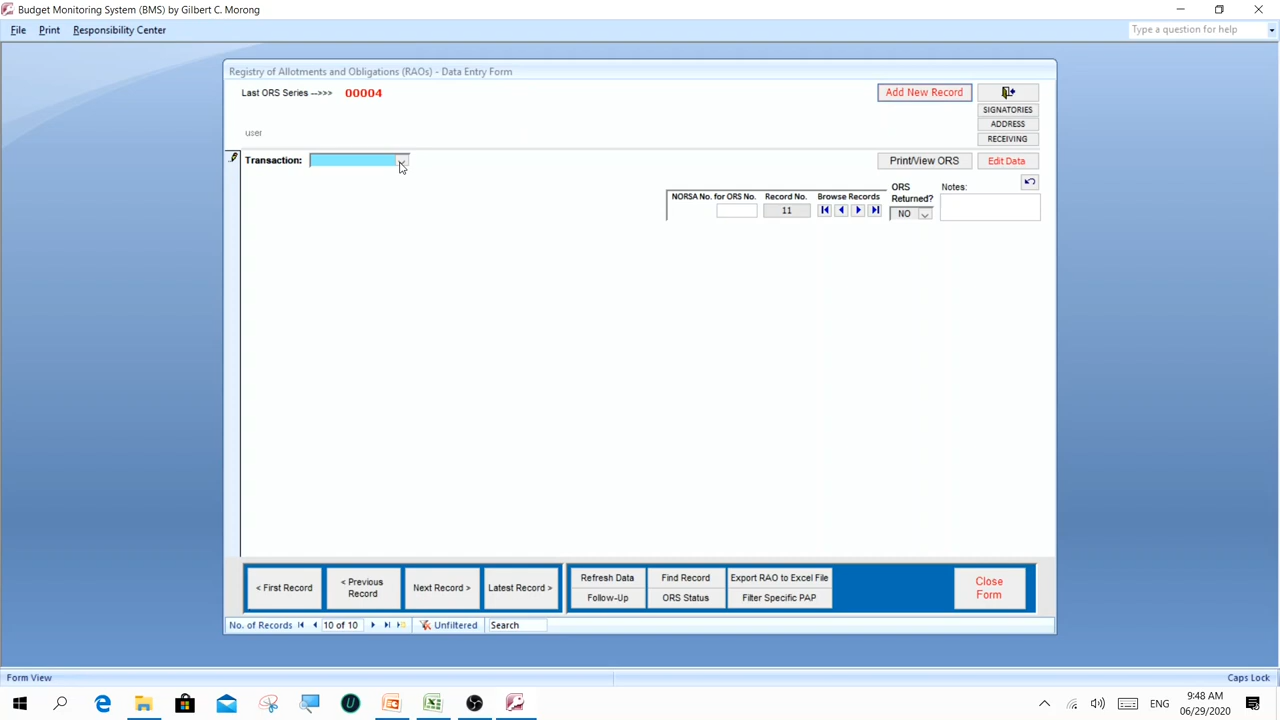 Budget Monitoring System (BMS) by Gilbert C. Morong
File Print Responsibility Center
Type a question for help
Registry of Allotments and Obligations (RAOs) - Data Entry Form
Last ORS Series -->>> 00004
Add New Record
SIGNATORIES
ADDRESS
RECEIVING
user
Transaction:
Print/View ORS
Edit Data
NORSA No. for ORS No.
Record No.
11
Browse Records
ORS
Returned?
NO
Notes:
< First Record
< Previous
Record
Next Record >
Latest Record >
Refresh Data
Find Record
Export RAO to Excel File
Follow-Up
ORS Status
Filter Specific PAP
Close
Form
No. of Records 10 of 10 Unfiltered Search
Form View
Caps Lock
ENG
9:48 AM
06/29/2020